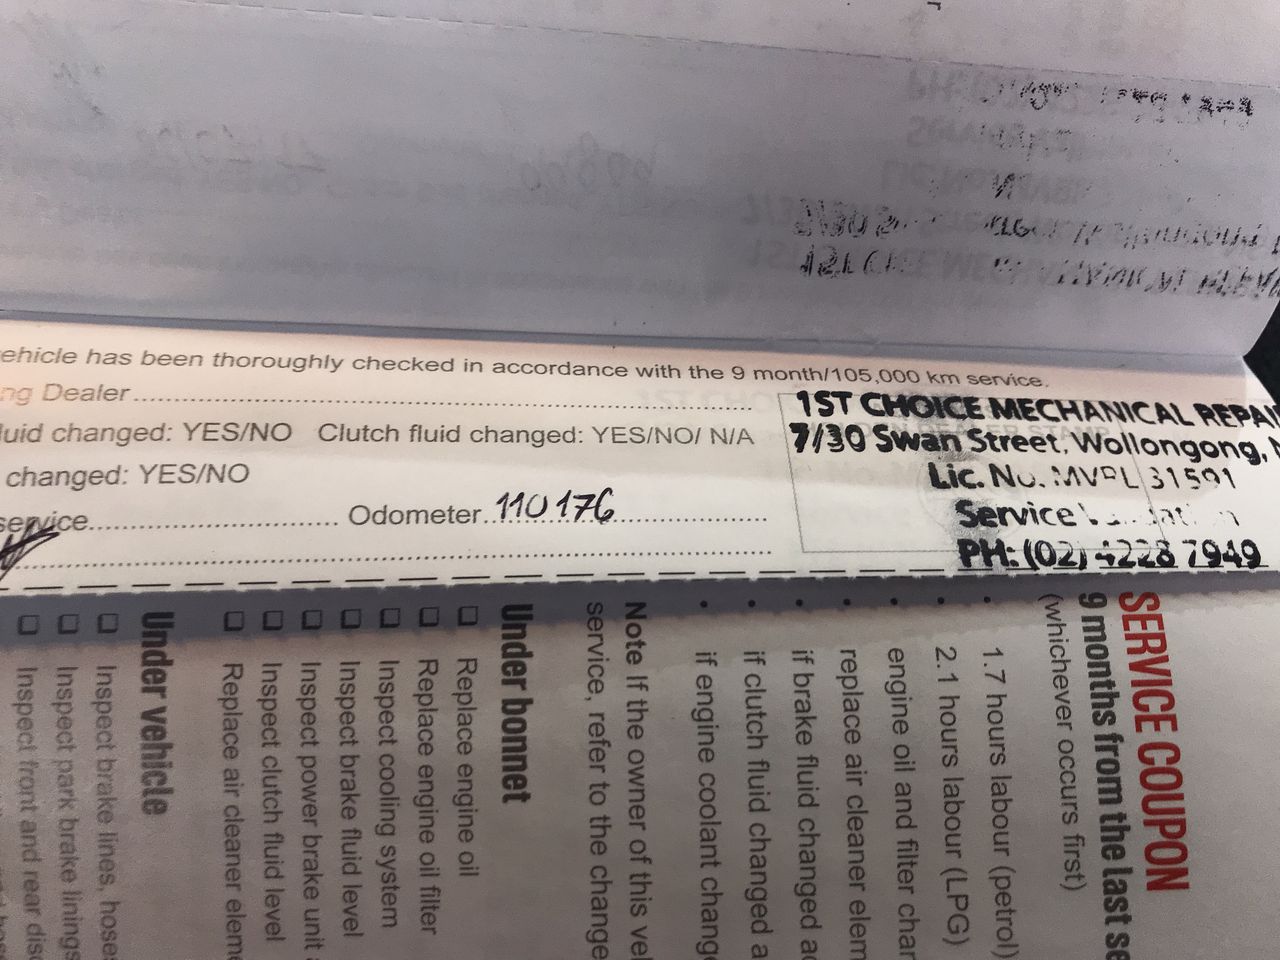 ehicle has been thoroughly checked in accordance with the 9 month/105,000 km service.
ng Dealer
luid changed: YES/NO Clutch fluid changed: YES/NO/ N/A
changed: YES/NO
service Odometer 110176
1ST CHOICE MECHANICAL REPAI
7/30 Swan Street, Wollongong, N
Lic. No. MVRL 31591
Service
PH: (02) 4228 7949
SERVICE COUPON
9 months from the last se
(whichever occurs first)
• 1.7 hours labour (petrol)
• 2.1 hours labour (LPG)
• engine oil and filter chan
• replace air cleaner elem
• if brake fluid changed ad
• if clutch fluid changed a
• if engine coolant chang
Note If the owner of this veh
service, refer to the change
Under bonnet
Replace engine oil
Replace engine oil filter
Inspect cooling system
Inspect brake fluid level
Inspect power brake unit
Inspect clutch fluid level
Replace air cleaner eleme
Under vehicle
Inspect brake lines, hoses
Inspect park brake linings
Inspect front and rear disc